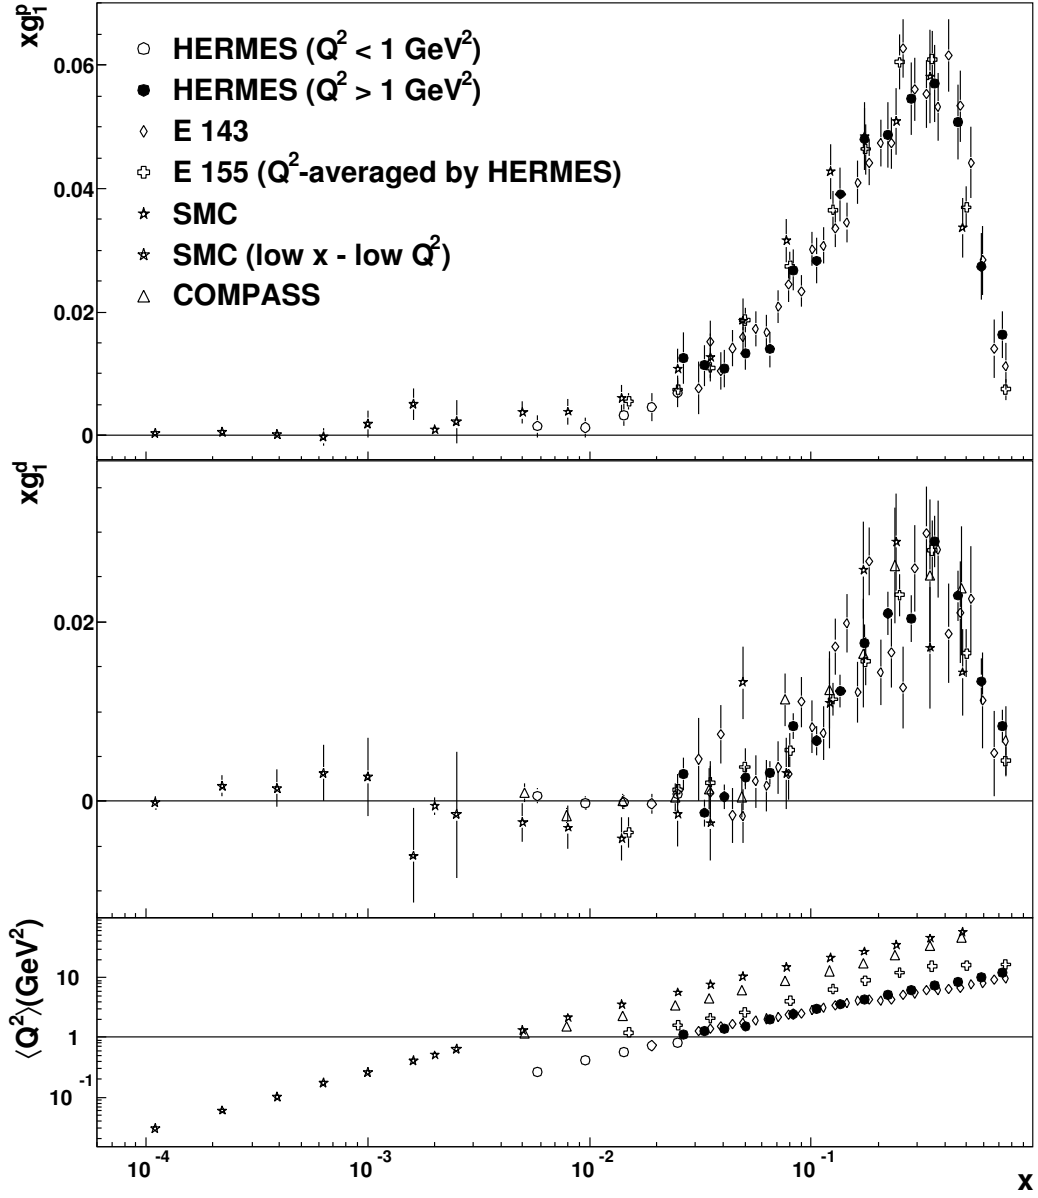 xg₁ᵖ
0.06
0.04
0.02
0
HERMES (Q² < 1 GeV²)
HERMES (Q² > 1 GeV²)
E 143
E 155 (Q²-averaged by HERMES)
SMC
SMC (low x - low Q²)
COMPASS
xg₁ᵈ
0.02
0
⟨Q²⟩(GeV²)
10
1
10⁻¹
10⁻⁴
10⁻³
10⁻²
10⁻¹
x